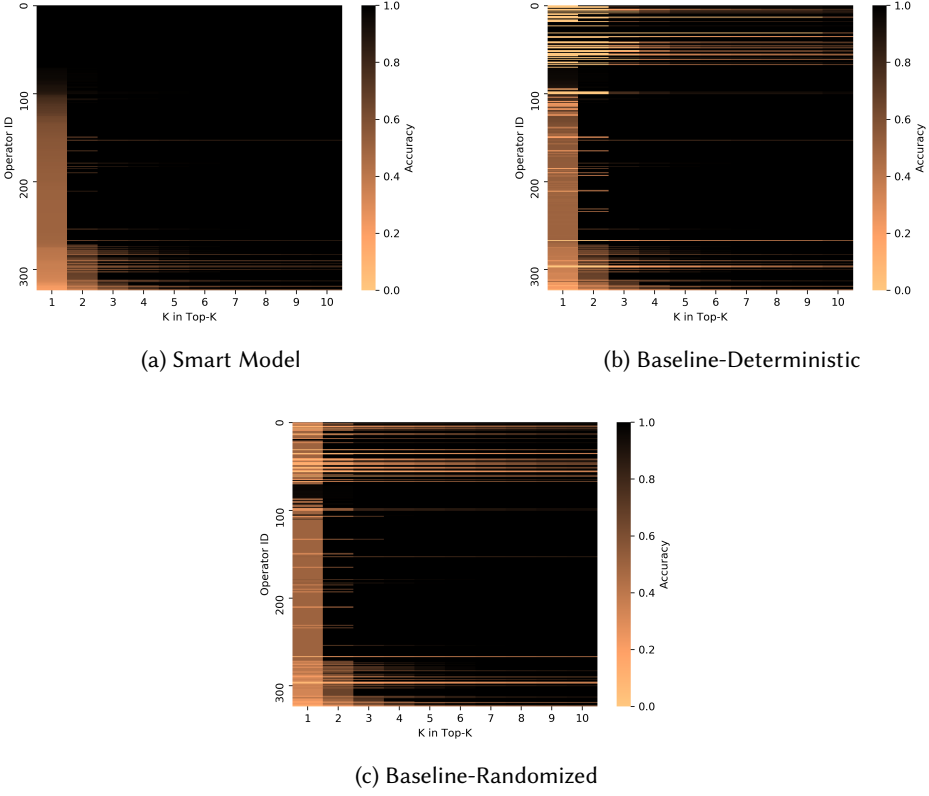 0
100
200
300
Operator ID
1 2 3 4 5 6 7 8 9 10
K in Top-K
1.0
0.8
0.6
0.4
0.2
0.0
Accuracy
(a) Smart Model
0
100
200
300
Operator ID
1 2 3 4 5 6 7 8 9 10
K in Top-K
1.0
0.8
0.6
0.4
0.2
0.0
Accuracy
(b) Baseline-Deterministic
0
100
200
300
Operator ID
1 2 3 4 5 6 7 8 9 10
K in Top-K
1.0
0.8
0.6
0.4
0.2
0.0
Accuracy
(c) Baseline-Randomized